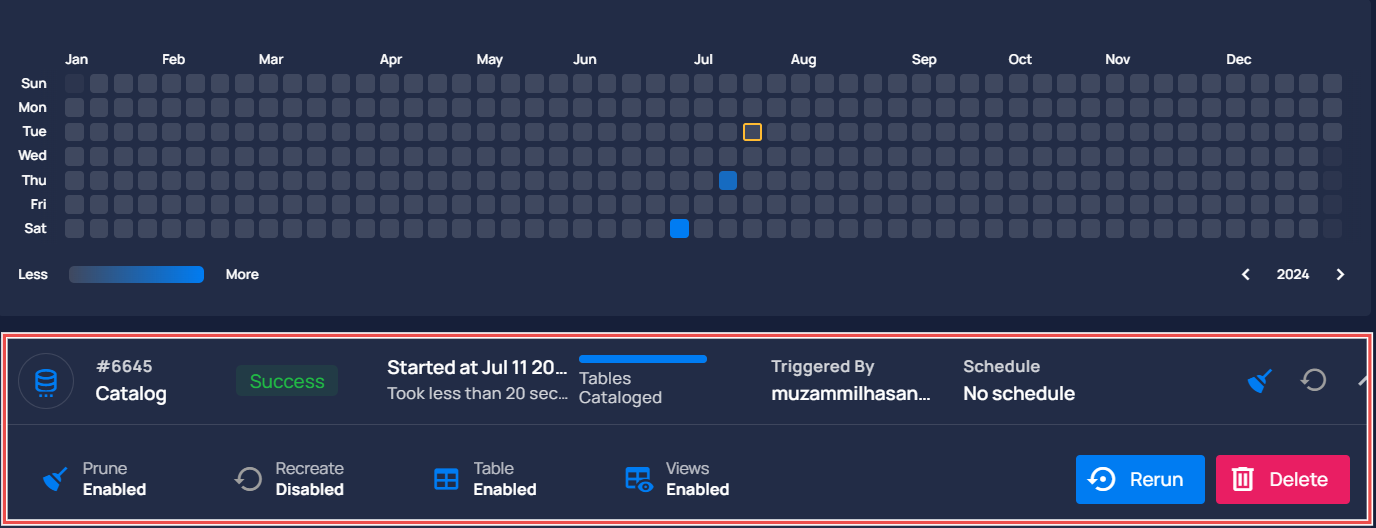 Jan Feb Mar Apr May Jun Jul Aug Sep Oct Nov Dec
Sun
Mon
Tue
Wed
Thu
Fri
Sat
Less More 2024
#6645
Catalog
Success
Started at Jul 11 20...
Took less than 20 sec...
Tables
Cataloged
Triggered By
muzammilhasan...
Schedule
No schedule
Prune
Enabled
Recreate
Disabled
Table
Enabled
Views
Enabled
Rerun
Delete